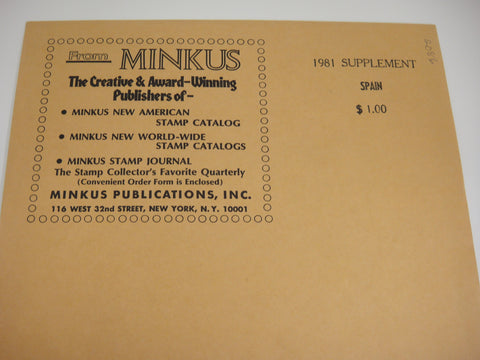 From MINKUS
The Creative & Award-Winning
Publishers of-
• MINKUS NEW AMERICAN
STAMP CATALOG
• MINKUS NEW WORLD-WIDE
STAMP CATALOGS
• MINKUS STAMP JOURNAL
The Stamp Collector's Favorite Quarterly
(Convenient Order Form is Enclosed)
MINKUS PUBLICATIONS, INC.
116 WEST 32nd STREET, NEW YORK, N.Y. 10001
1981 SUPPLEMENT
SPAIN
$ 1.00